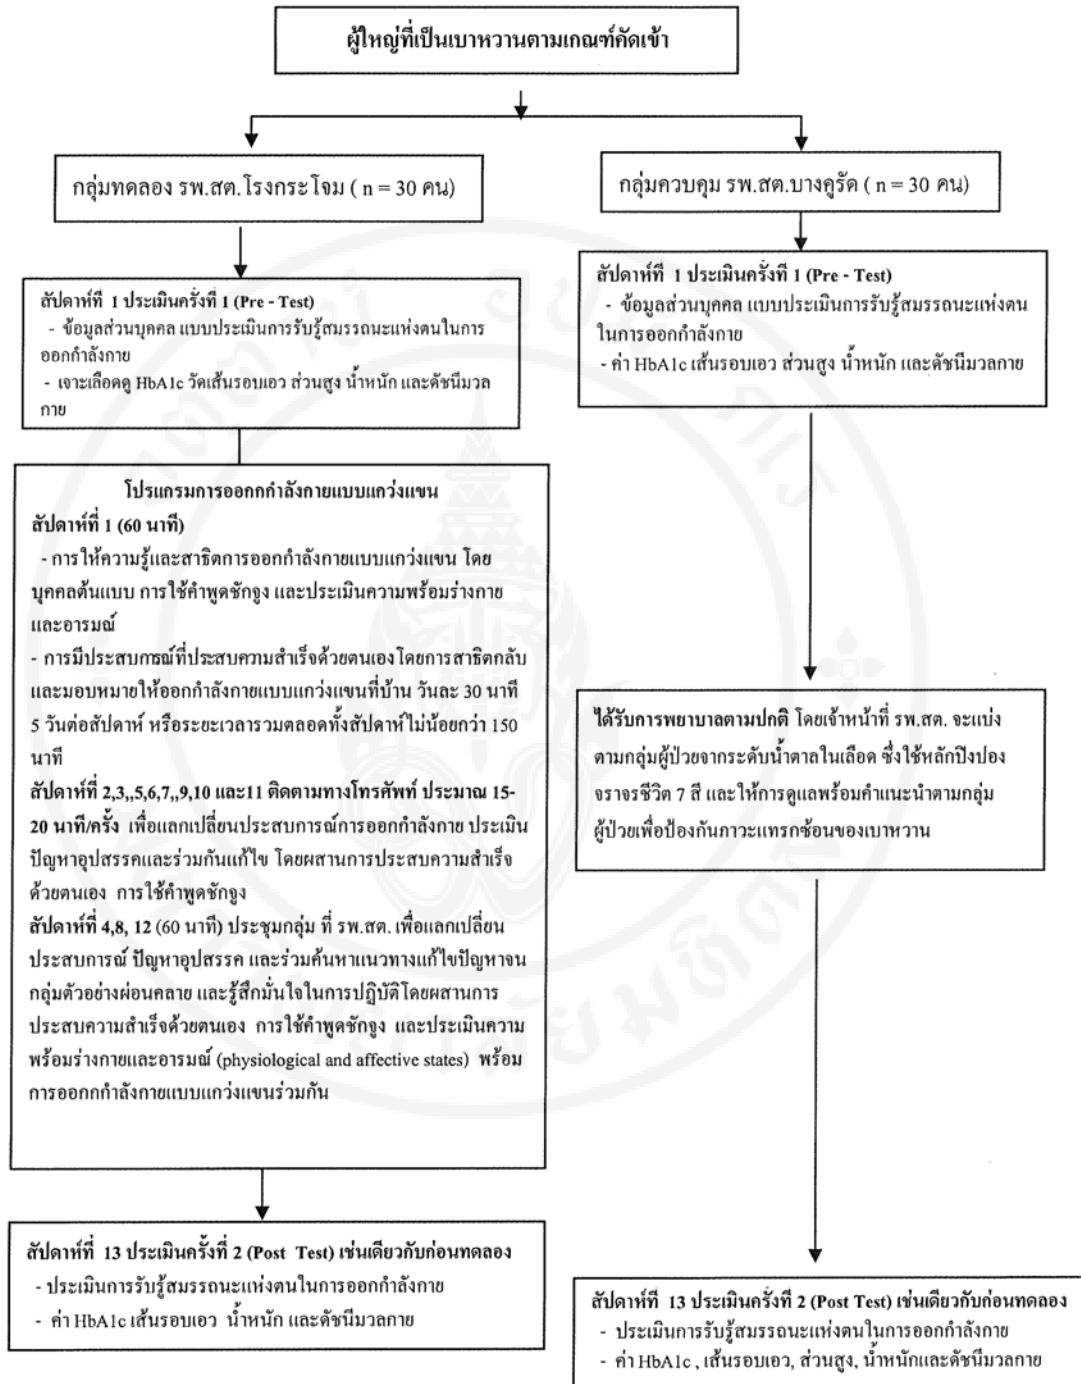 ผู้ใหญ่ที่เป็นเบาหวานตามเกณฑ์คัดเข้า
กลุ่มทดลอง รพ.สต.โรงกระโจม ( n = 30 คน)
กลุ่มควบคุม รพ.สต.บางคูรัด ( n = 30 คน)
สัปดาห์ที่ 1 ประเมินครั้งที่ 1 (Pre - Test)
- ข้อมูลส่วนบุคคล แบบประเมินการรับรู้สมรรถนะแห่งตนในการ
ออกกำลังกาย
- เจาะเลือดดู HbA1c วัดเส้นรอบเอว ส่วนสูง น้ำหนัก และดัชนีมวล
กาย
สัปดาห์ที่ 1 ประเมินครั้งที่ 1 (Pre - Test)
- ข้อมูลส่วนบุคคล แบบประเมินการรับรู้สมรรถนะแห่งตน
ในการออกกำลังกาย
- ค่า HbA1c เส้นรอบเอว ส่วนสูง น้ำหนัก และดัชนีมวลกาย
โปรแกรมการออกกกำลังกายแบบแกว่งแขน
สัปดาห์ที่ 1 (60 นาที)
- การให้ความรู้และสาธิตการออกกำลังกายแบบแกว่งแขน โดย
บุคคลต้นแบบ การใช้คำพูดชักจูง และประเมินความพร้อมร่างกาย
และอารมณ์
- การมีประสบการณ์ที่ประสบความสำเร็จด้วยตนเองโดยการสาธิตกลับ
และมอบหมายให้ออกกำลังกายแบบแกว่งแขนที่บ้าน วันละ 30 นาที
5 วันต่อสัปดาห์ หรือระยะเวลารวมตลอดทั้งสัปดาห์ไม่น้อยกว่า 150
นาที
สัปดาห์ที่ 2,3,,5,6,7,,9,10 และ11 ติดตามทางโทรศัพท์ ประมาณ 15-
20 นาที/ครั้ง เพื่อแลกเปลี่ยนประสบการณ์การออกกำลังกาย ประเมิน
ปัญหาอุปสรรคและร่วมกันแก้ไข โดยผสานการประสบความสำเร็จ
ด้วยตนเอง การใช้คำพูดชักจูง
สัปดาห์ที่ 4,8, 12 (60 นาที) ประชุมกลุ่ม ที่ รพ.สต. เพื่อแลกเปลี่ยน
ประสบการณ์ ปัญหาอุปสรรค และร่วมค้นหาแนวทางแก้ไขปัญหาจน
กลุ่มตัวอย่างผ่อนคลาย และรู้สึกมั่นใจในการปฏิบัติโดยผสานการ
ประสบความสำเร็จด้วยตนเอง การใช้คำพูดชักจูง และประเมินความ
พร้อมร่างกายและอารมณ์ (physiological and affective states) พร้อม
การออกกกำลังกายแบบแกว่งแขนร่วมกัน
ได้รับการพยาบาลตามปกติ โดยเจ้าหน้าที่ รพ.สต. จะแบ่ง
ตามกลุ่มผู้ป่วยจากระดับน้ำตาลในเลือด ซึ่งใช้หลักปิงปอง
จราจรชีวิต 7 สี และให้การดูแลพร้อมคำแนะนำตามกลุ่ม
ผู้ป่วยเพื่อป้องกันภาวะแทรกซ้อนของเบาหวาน
สัปดาห์ที่ 13 ประเมินครั้งที่ 2 (Post Test) เช่นเดียวกับก่อนทดลอง
- ประเมินการรับรู้สมรรถนะแห่งตนในการออกกำลังกาย
- ค่า HbA1c เส้นรอบเอว น้ำหนัก และดัชนีมวลกาย
สัปดาห์ที่ 13 ประเมินครั้งที่ 2 (Post Test) เช่นเดียวกับก่อนทดลอง
- ประเมินการรับรู้สมรรถนะแห่งตนในการออกกำลังกาย
- ค่า HbA1c , เส้นรอบเอว, ส่วนสูง, น้ำหนักและดัชนีมวลกาย